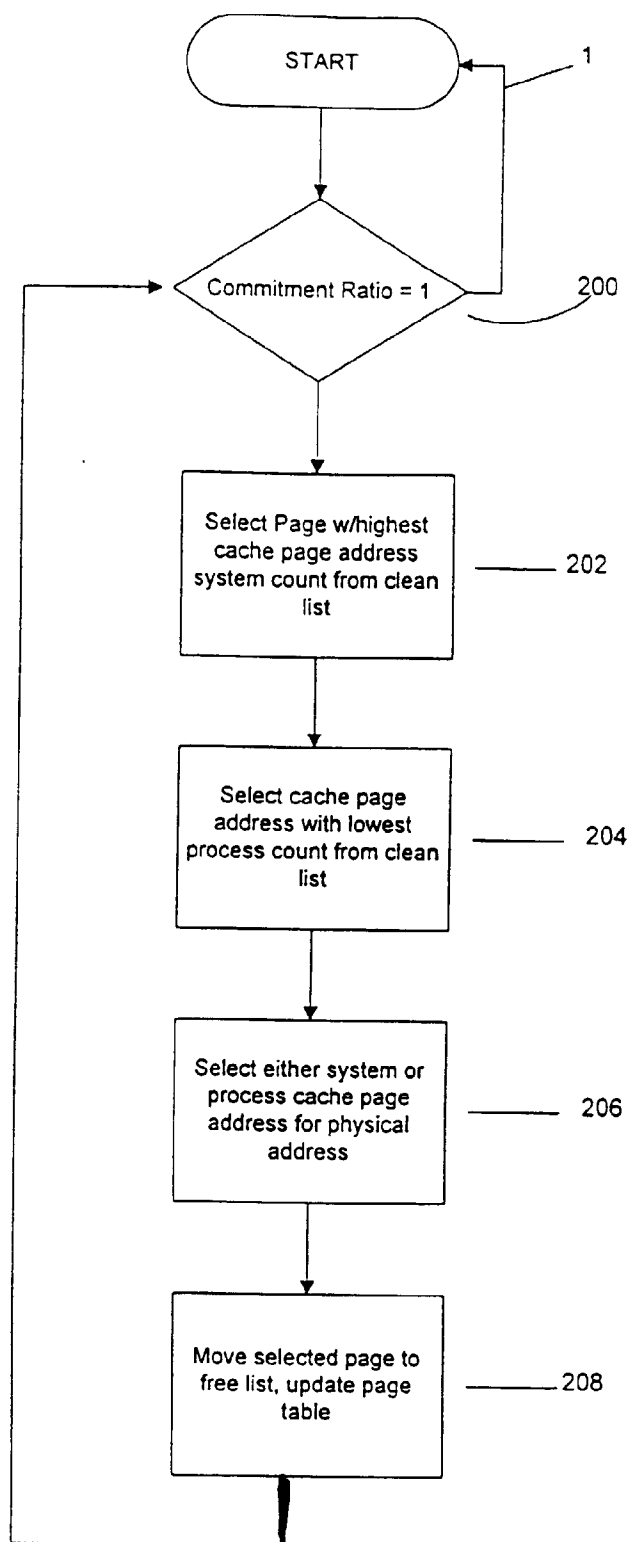 START
1
Commitment Ratio = 1
200
Select Page w/highest
cache page address
system count from clean
list
202
Select cache page
address with lowest
process count from clean
list
204
Select either system or
process cache page
address for physical
address
206
Move selected page to
free list, update page
table
208